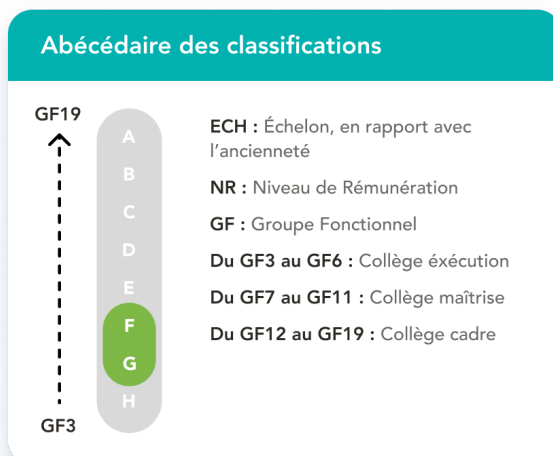 Abécédaire des classifications
GF19
A
B
C
D
E
F
G
H
GF3
ECH : Échelon, en rapport avec
l'ancienneté
NR : Niveau de Rémunération
GF : Groupe Fonctionnel
Du GF3 au GF6 : Collège éxécution
Du GF7 au GF11 : Collège maîtrise
Du GF12 au GF19 : Collège cadre